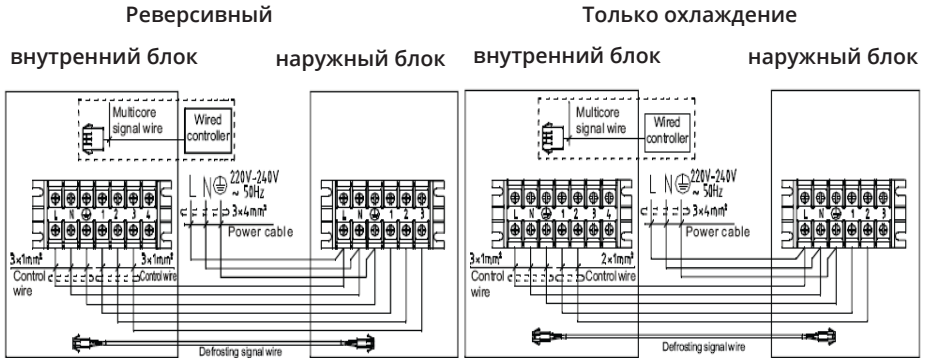 Реверсивный
внутренний блок
наружный блок
Multicore
signal wire
Wired
controller
L N 220V-240V
~ 50Hz
3×4mm²
Power cable
L N 1 2 3 4
L N 1 2 3
3×1mm²
Control
wire
3×1mm²
Control wire
Defrosting signal wire
Только охлаждение
внутренний блок
наружный блок
Multicore
signal wire
Wired
controller
L N 220V-240V
~ 50Hz
3×4mm²
Power cable
L N 1 2 3 4
L N 1 2 3
3×1mm²
Control
wire
2×1mm²
Control wire
Defrosting signal wire